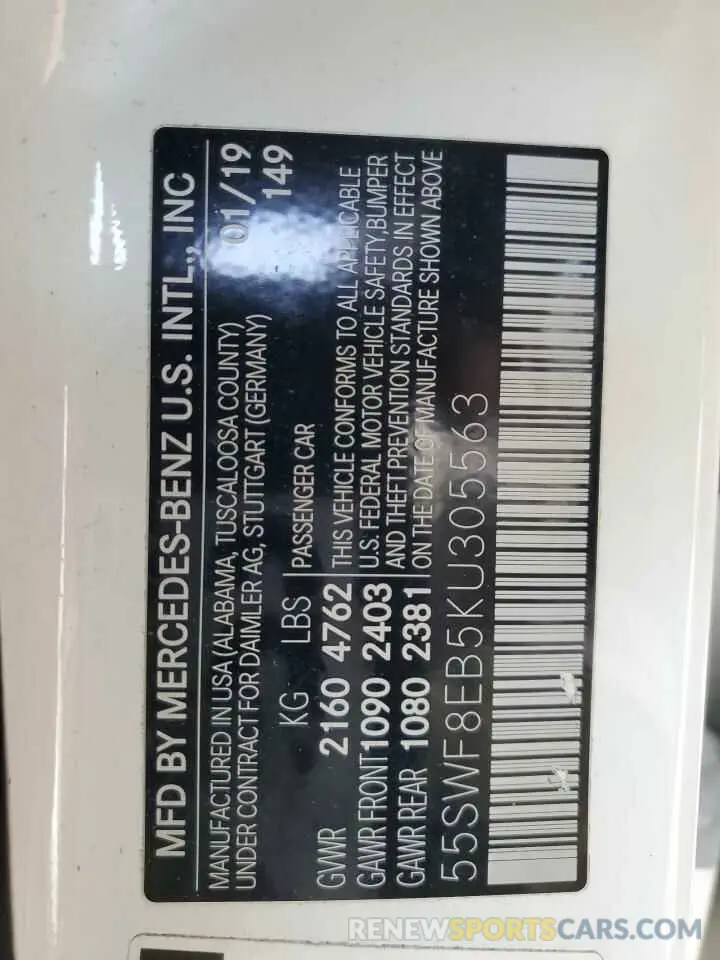 MFD BY MERCEDES-BENZ U.S. INTL., INC
MANUFACTURED IN USA (ALABAMA, TUSCALOOSA COUNTY) 01/19
UNDER CONTRACT FOR DAIMLER AG, STUTTGART (GERMANY) 149
KG LBS PASSENGER CAR
GVWR 2160 4762 THIS VEHICLE CONFORMS TO ALL APPLICABLE
GAWR FRONT 1090 2403 U.S. FEDERAL MOTOR VEHICLE SAFETY,BUMPER
GAWR REAR 1080 2381 AND THEFT PREVENTION STANDARDS IN EFFECT
ON THE DATE OF MANUFACTURE SHOWN ABOVE
55SWF8EB5KU305563
RENEWSPORTSCARS.COM